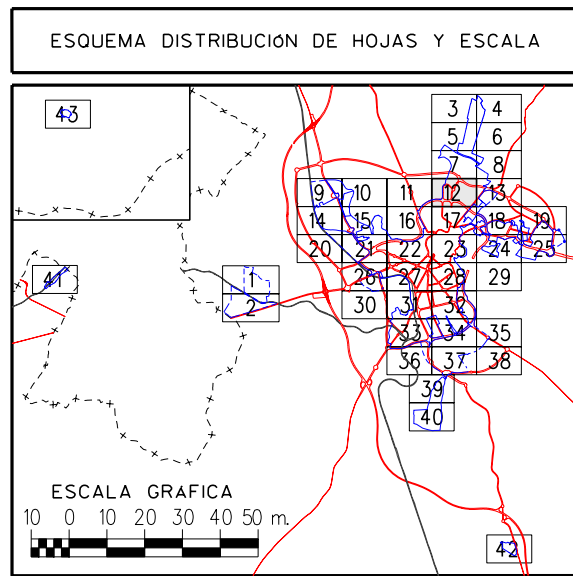 ESQUEMA DISTRIBUCIÓN DE HOJAS Y ESCALA
43
3 4
5 6
7 8
9 10 11 12 13
14 15 16 17 18 19
20 21 22 23 24 25
41 1 26 27 28 29
2 30 31 32
33 34 35
36 37 38
39
40
ESCALA GRÁFICA
10 0 10 20 30 40 50 m.
42